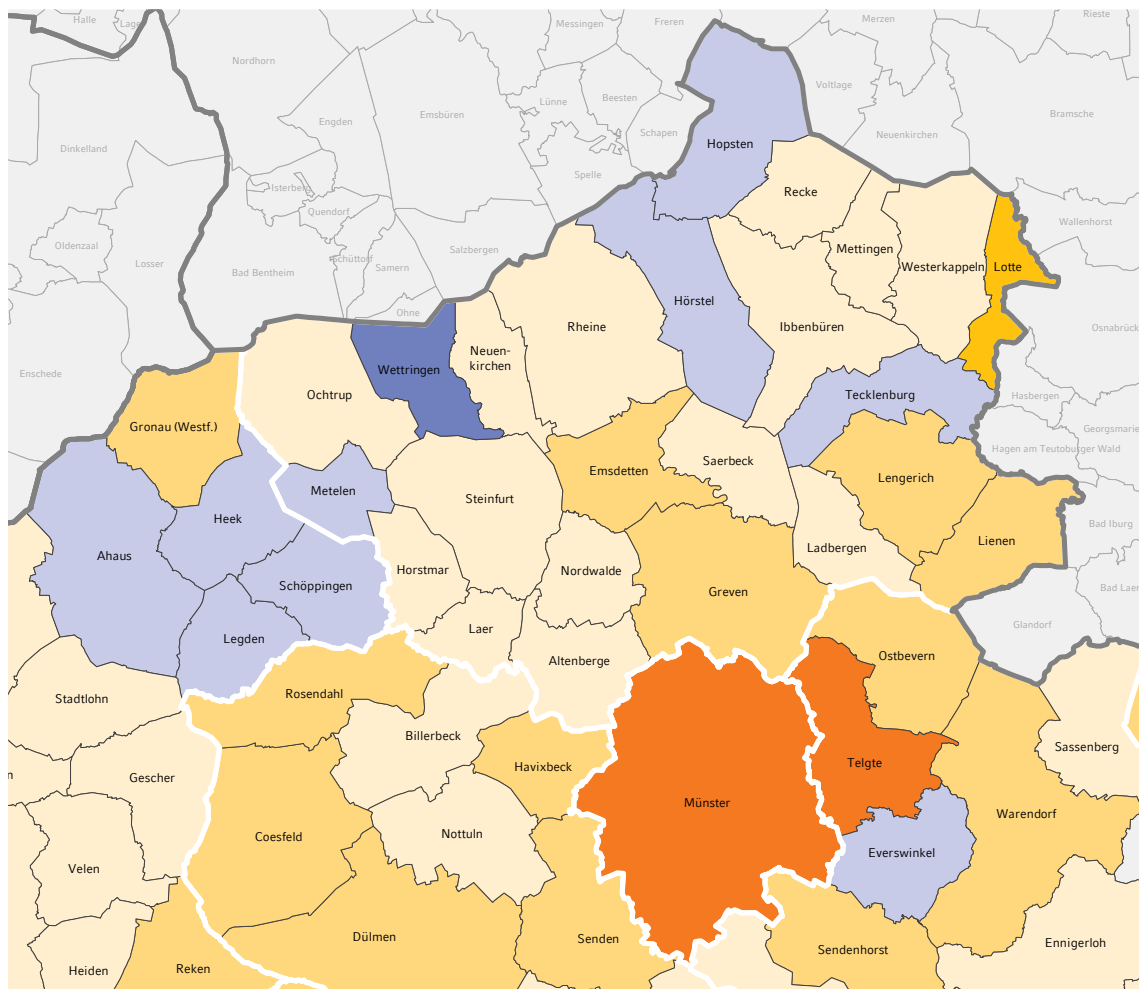 Halle
Lage
Messingen
Freren
Merzen
Rieste
Nordhorn
Voltlage
Lünne
Beesten
Emsbüren
Bramsche
Engden
Schapen
Neuenkirchen
Dinkelland
Hopsten
Spelle
Isterberg
Recke
Quendorf
Wallenhorst
Oldenzaal
Losser
Salzbergen
Mettingen
Schüttorf
Samern
Bad Bentheim
Westerkappeln
Lotte
Hörstel
Ohne
Rheine
Ibbenbüren
Osnabrück
Neuen-
kirchen
Enschede
Wettringen
Ochtrup
Tecklenburg
Hasbergen
Gronau (Westf.)
Georgsmarie
Hagen am Teutoburger Wald
Saerbeck
Emsdetten
Lengerich
Metelen
Steinfurt
Heek
Bad Iburg
Lienen
Ahaus
Ladbergen
Horstmar
Nordwalde
Schöppingen
Bad Laer
Greven
Glandorf
Laer
Legden
Ostbevern
Altenberge
Rosendahl
Stadtlohn
Billerbeck
Sassenberg
Telgte
Havixbeck
n
Gescher
Münster
Warendorf
Nottuln
Coesfeld
Everswinkel
Velen
Dülmen
Senden
Ennigerloh
Sendenhorst
Reken
Heiden